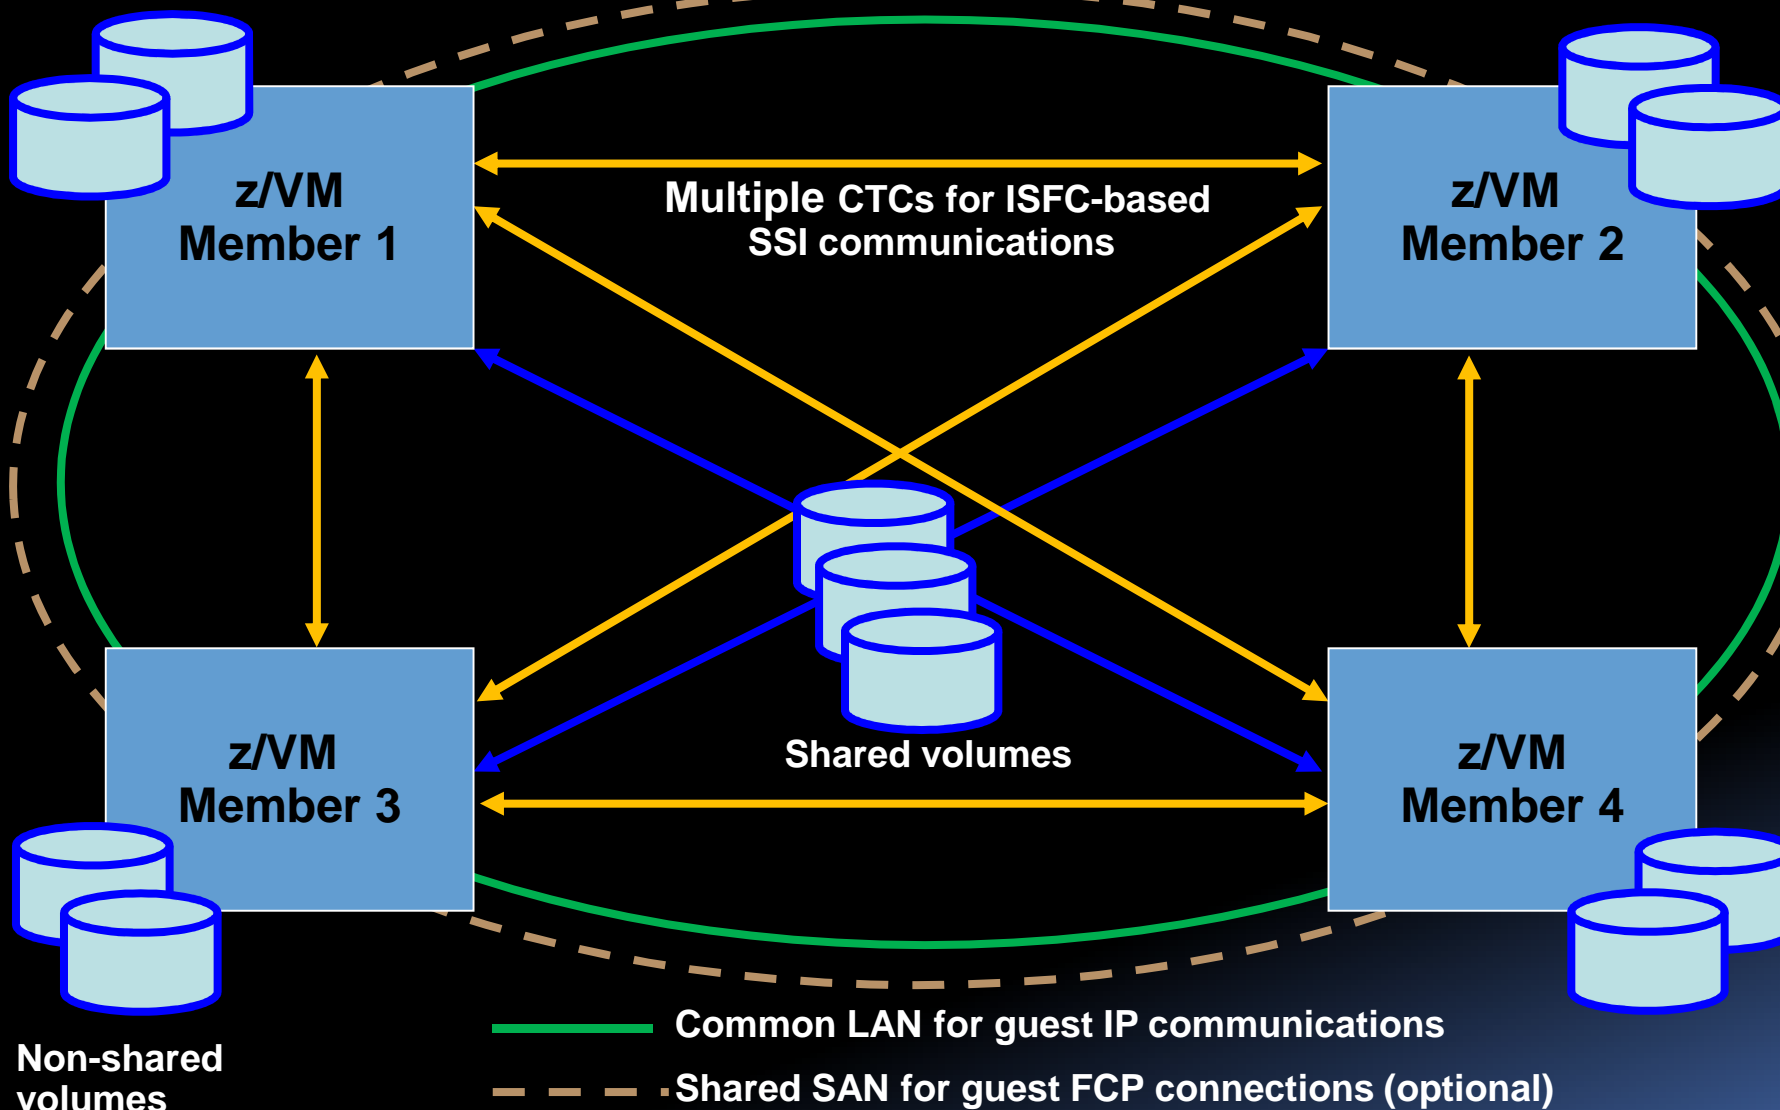 z/VM
Member 1
Multiple CTCs for ISFC-based
SSI communications
z/VM
Member 2
Shared volumes
z/VM
Member 3
z/VM
Member 4
Common LAN for guest IP communications
Non-shared
volumes
Shared SAN for guest FCP connections (optional)